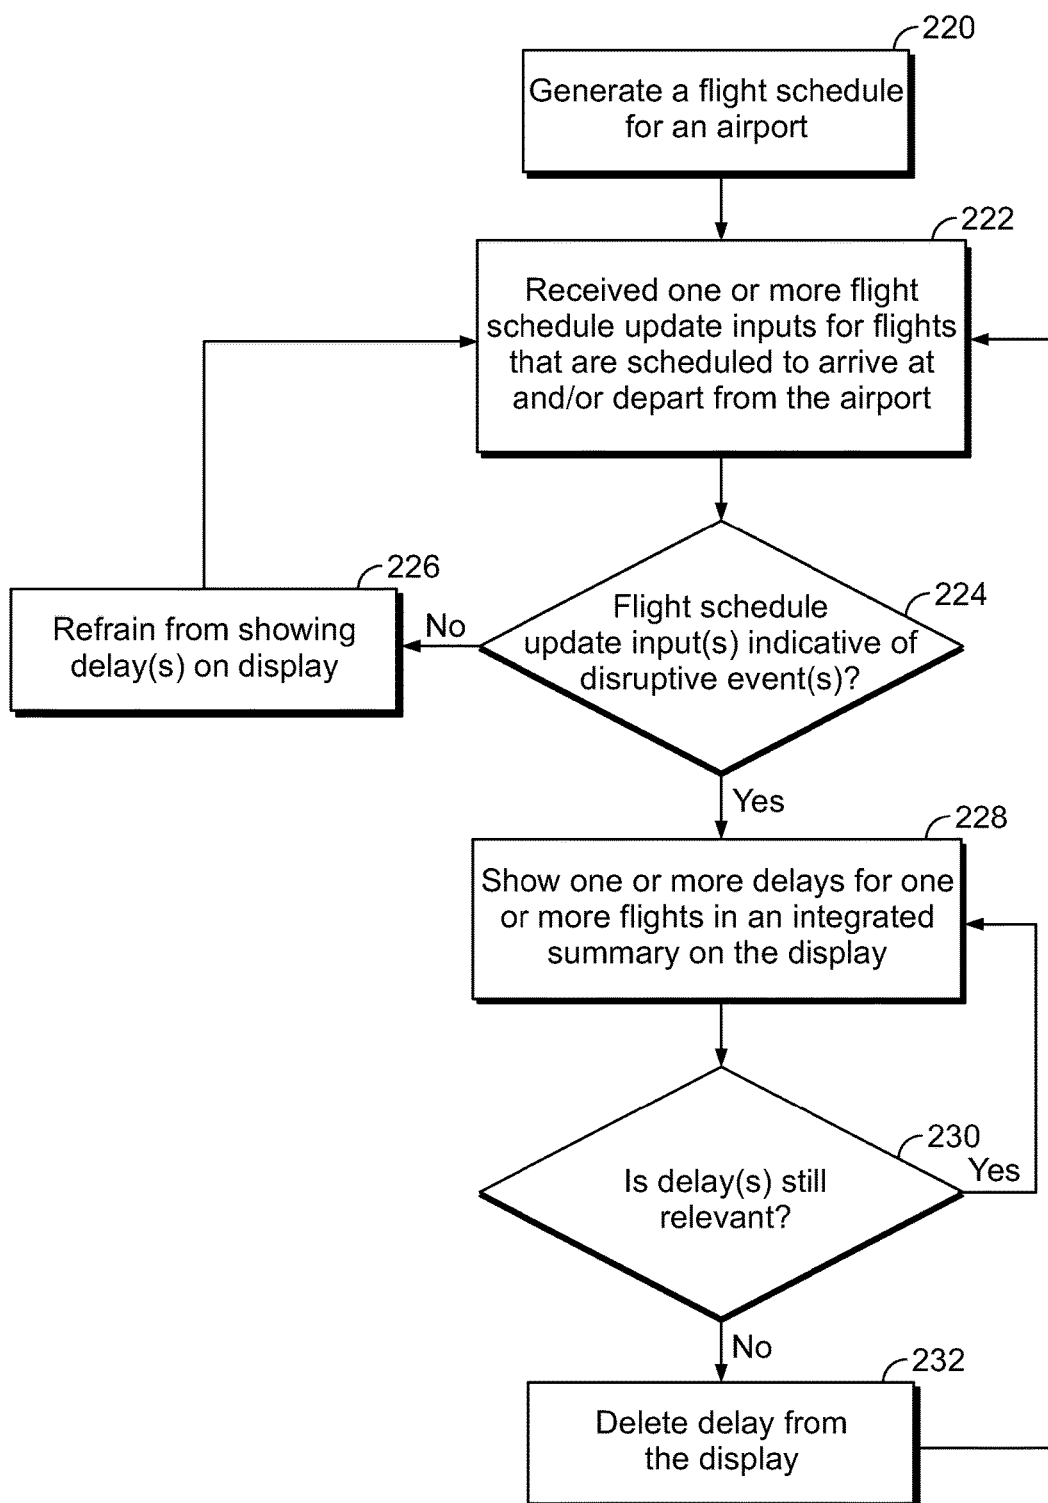 220
Generate a flight schedule
for an airport
222
Received one or more flight
schedule update inputs for flights
that are scheduled to arrive at
and/or depart from the airport
226
Refrain from showing
delay(s) on display
No
224
Flight schedule
update input(s) indicative of
disruptive event(s)?
Yes
228
Show one or more delays for one
or more flights in an integrated
summary on the display
230
Yes
Is delay(s) still
relevant?
No
232
Delete delay from
the display